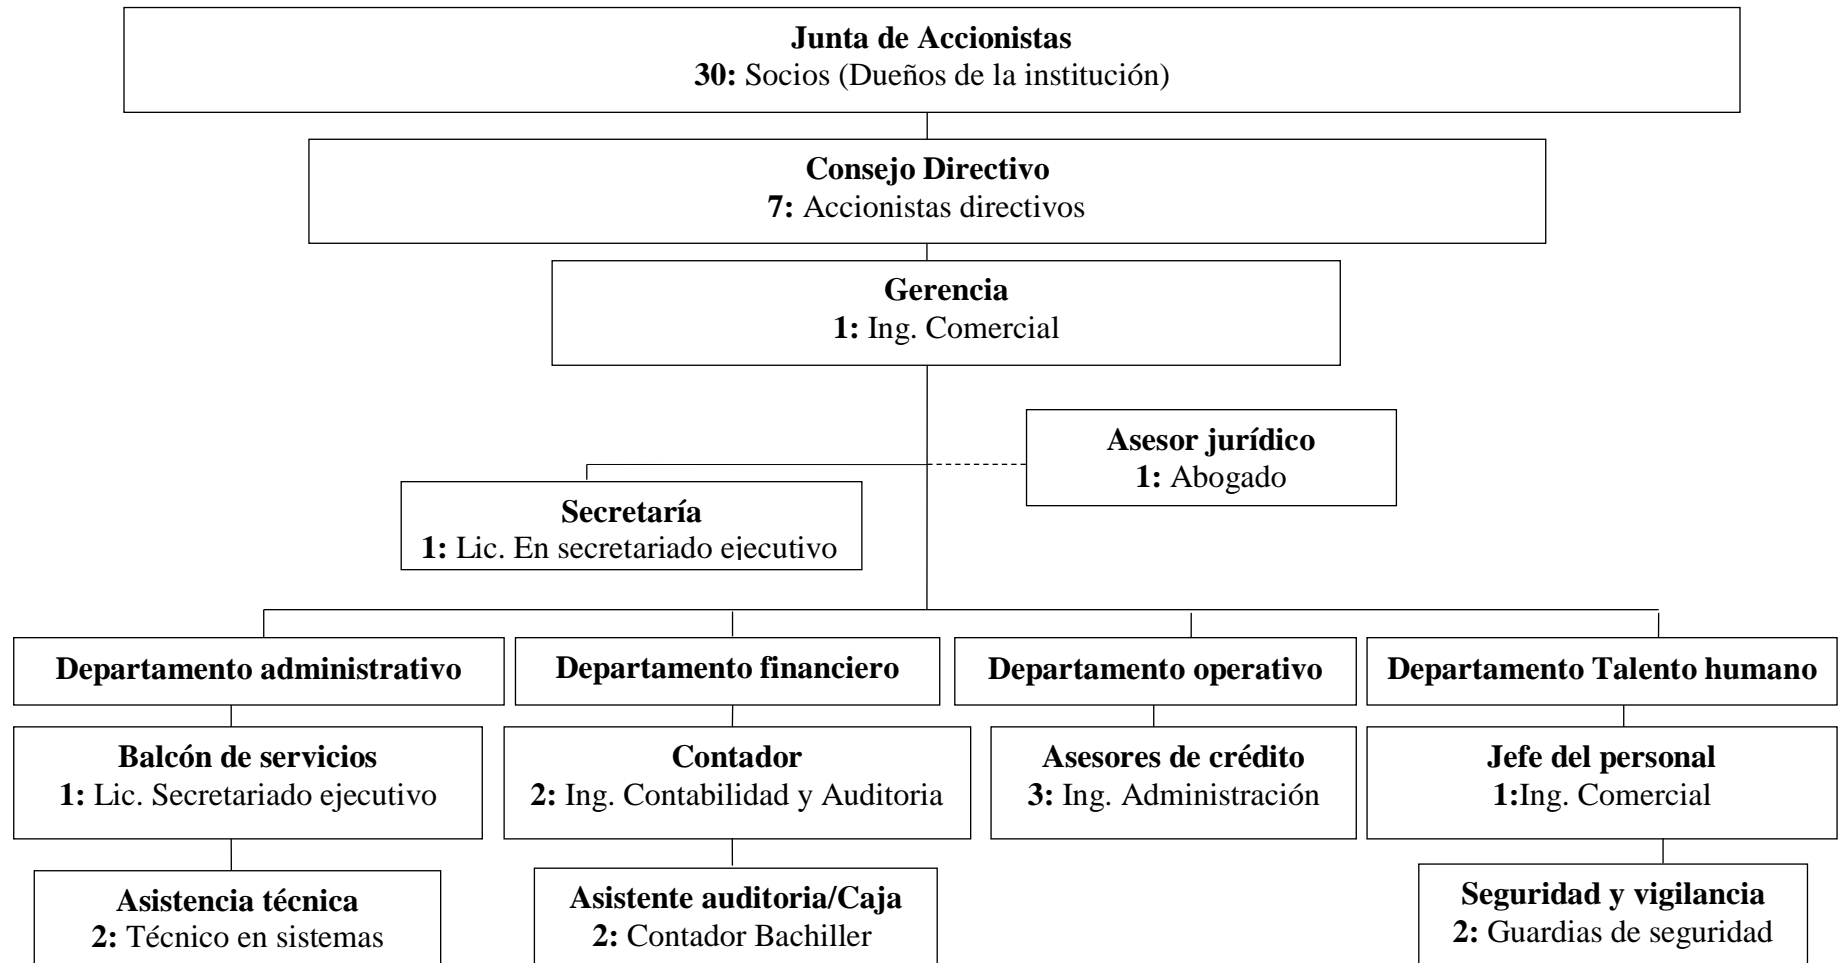 Junta de Accionistas
30: Socios (Dueños de la institución)
Consejo Directivo
7: Accionistas directivos
Gerencia
1: Ing. Comercial
Asesor jurídico
1: Abogado
Secretaría
1: Lic. En secretariado ejecutivo
Departamento administrativo
Departamento financiero
Departamento operativo
Departamento Talento humano
Balcón de servicios
1: Lic. Secretariado ejecutivo
Contador
2: Ing. Contabilidad y Auditoria
Asesores de crédito
3: Ing. Administración
Jefe del personal
1:Ing. Comercial
Asistencia técnica
2: Técnico en sistemas
Asistente auditoria/Caja
2: Contador Bachiller
Seguridad y vigilancia
2: Guardias de seguridad